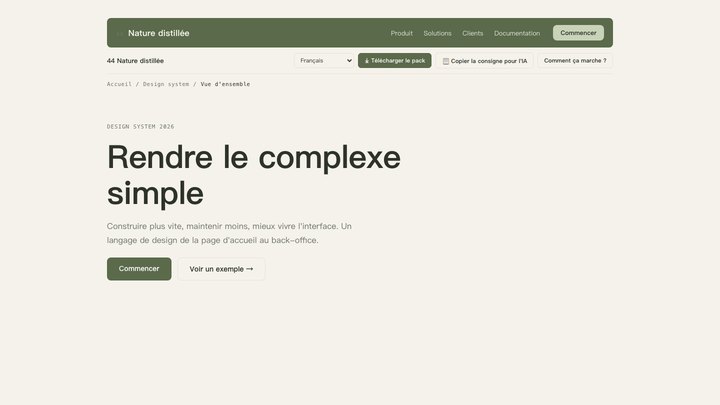 Nature distillée
Produit Solutions Clients Documentation Commencer
44 Nature distillée
Français
Télécharger le pack
Copier la consigne pour l'IA
Comment ça marche ?
Accueil / Design system / Vue d'ensemble
DESIGN SYSTEM 2026
Rendre le complexe
simple
Construire plus vite, maintenir moins, mieux vivre l'interface. Un
langage de design de la page d'accueil au back-office.
Commencer
Voir un exemple →